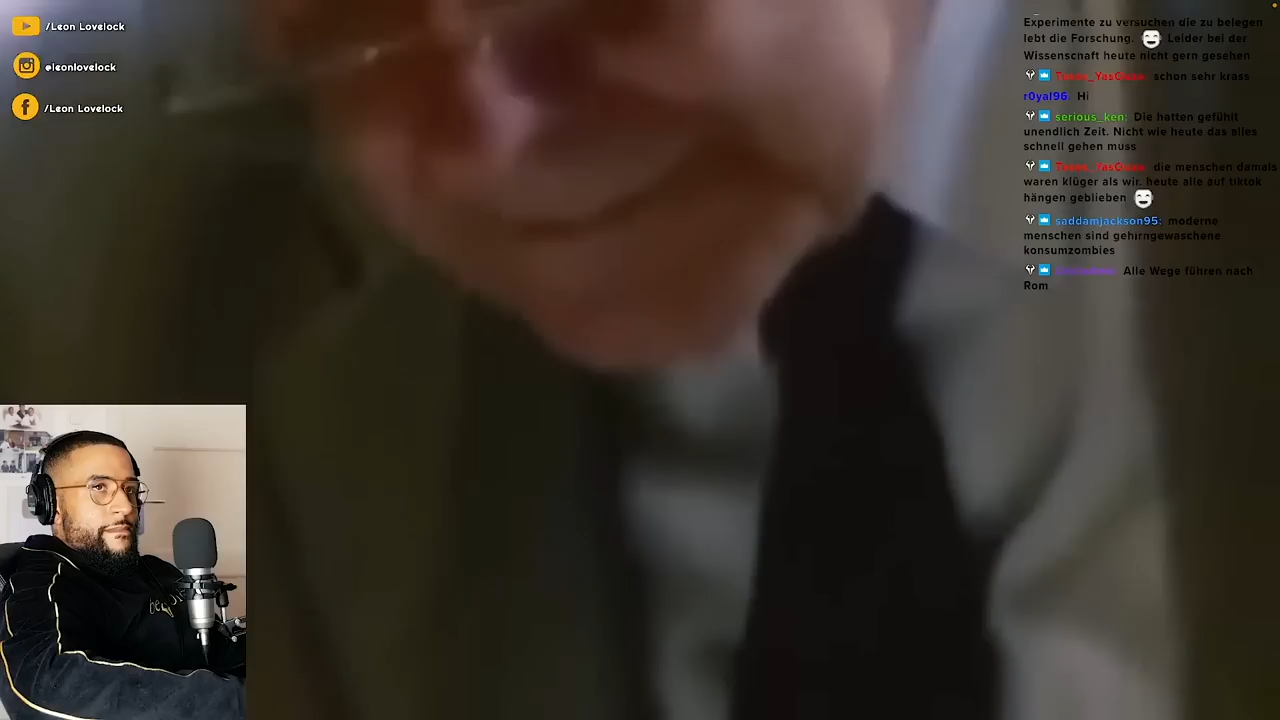 /Leon Lovelock
@leonlovelock
/Leon Lovelock
Experimente zu versuchen die zu belegen
lebt die Forschung. Leider bei der
Wissenschaft heute nicht gern gesehen
schon sehr krass
r0yal96: Hi
serious_ken: Die hatten gefühlt
unendlich Zeit. Nicht wie heute das alles
schnell gehen muss
die menschen damals
waren klüger als wir. heute alle auf tiktok
hängen geblieben
saddamjackson95: moderne
menschen sind gehirngewaschene
konsumzombies
Alle Wege führen nach
Rom